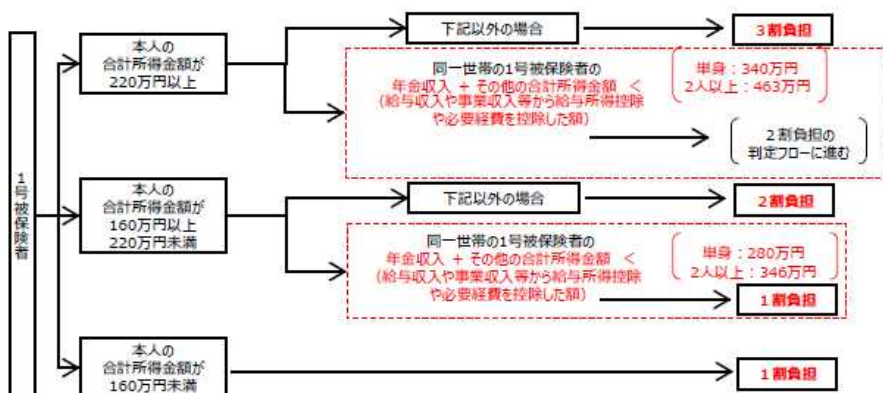 1号被保険者
本人の
合計所得金額が
220万円以上
下記以外の場合
3割負担
同一世帯の1号被保険者の
年金収入 + その他の合計所得金額 <
(給与収入や事業収入等から給与所得控除
や必要経費を控除した額)
単身:340万円
2人以上:463万円
2割負担の
判定フローに進む
本人の
合計所得金額が
160万円以上
220万円未満
下記以外の場合
2割負担
同一世帯の1号被保険者の
年金収入 + その他の合計所得金額 <
(給与収入や事業収入等から給与所得控除
や必要経費を控除した額)
単身:280万円
2人以上:346万円
1割負担
本人の
合計所得金額が
160万円未満
1割負担